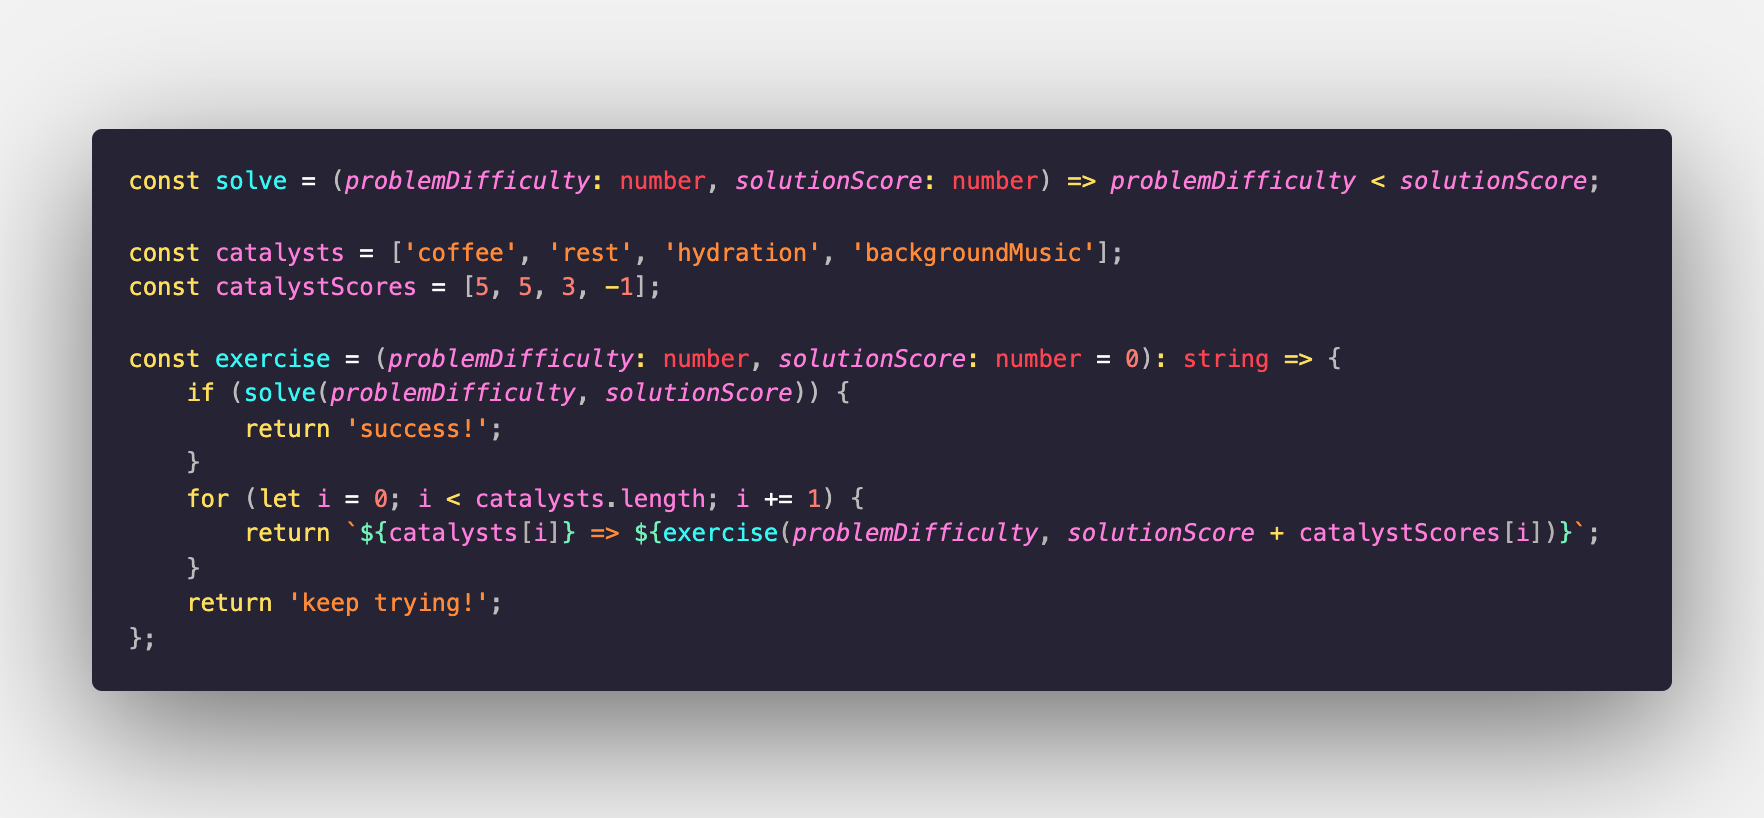 const solve = (problemDifficulty: number, solutionScore: number) => problemDifficulty < solutionScore;
const catalysts = ['coffee', 'rest', 'hydration', 'backgroundMusic'];
const catalystScores = [5, 5, 3, -1];
const exercise = (problemDifficulty: number, solutionScore: number = 0): string => {
    if (solve(problemDifficulty, solutionScore)) {
        return 'success!';
    }
    for (let i = 0; i < catalysts.length; i += 1) {
        return `${catalysts[i]} => ${exercise(problemDifficulty, solutionScore + catalystScores[i])}`;
    }
    return 'keep trying!';
};